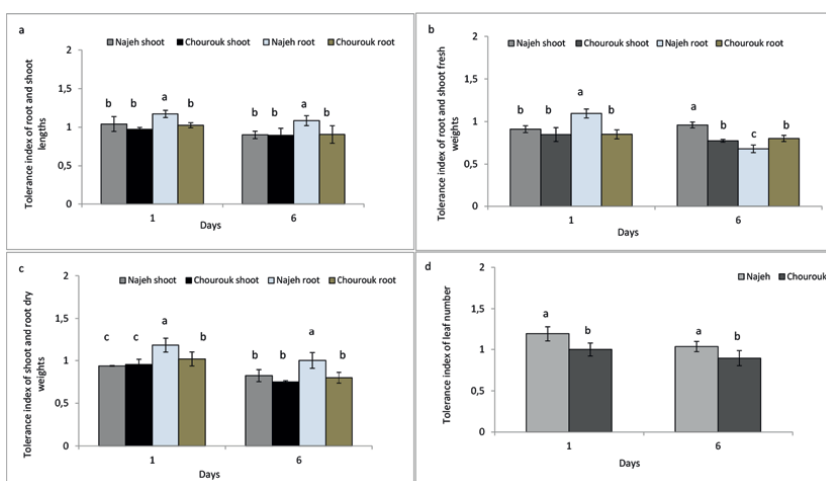 a
Najeh shoot Chourouk shoot Najeh root Chourouk root
Tolerance index of root and shoot
lengths
2
1,5
1
0,5
0
b b a b
b b a b
1 6
Days
b
Najeh shoot Chourouk shoot Najeh root Chourouk root
Tolerance index of root and shoot fresh
weights
2
1,5
1
0,5
0
b b a b
a b c b
1 6
Days
c
Najeh shoot Chourouk shoot Najeh root Chourouk root
Tolerance index of shoot and root dry
weights
2
1,5
1
0,5
0
c c a b
b b a b
1 6
Days
d
Najeh Chourouk
Tolerance index of leaf number
2
1,5
1
0,5
0
a b
a b
1 6
Days